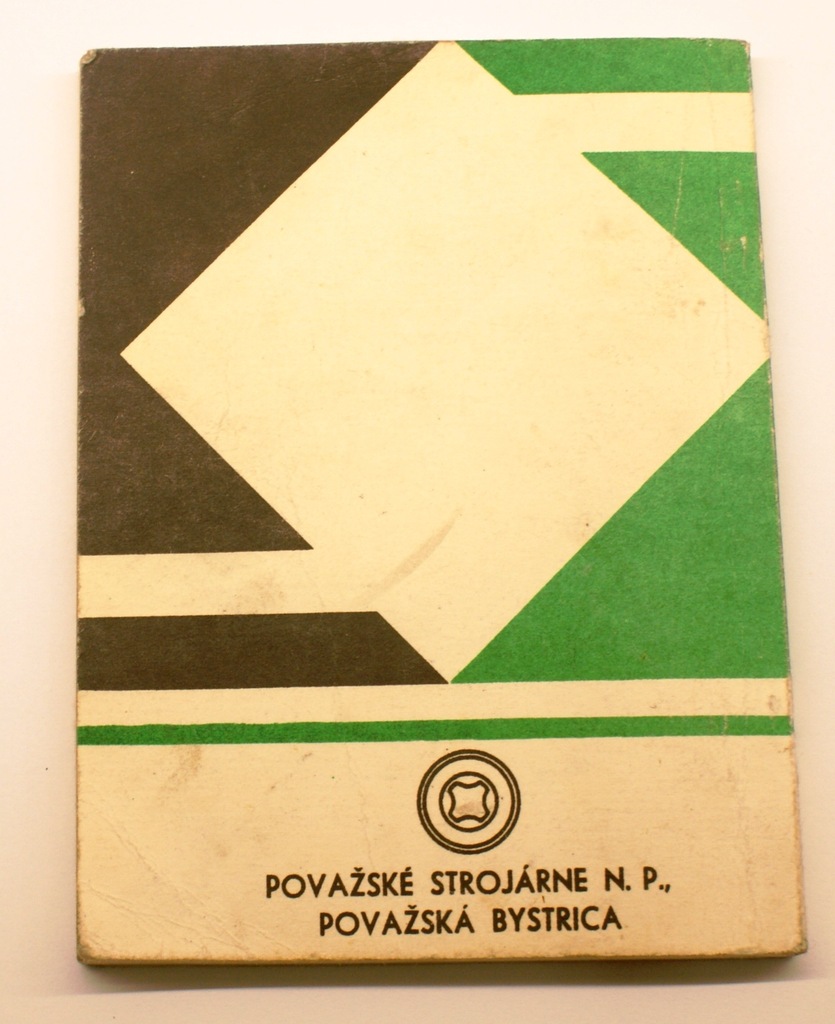 POVAŽSKÉ STROJÁRNE N. P.,
POVAŽSKÁ BYSTRICA